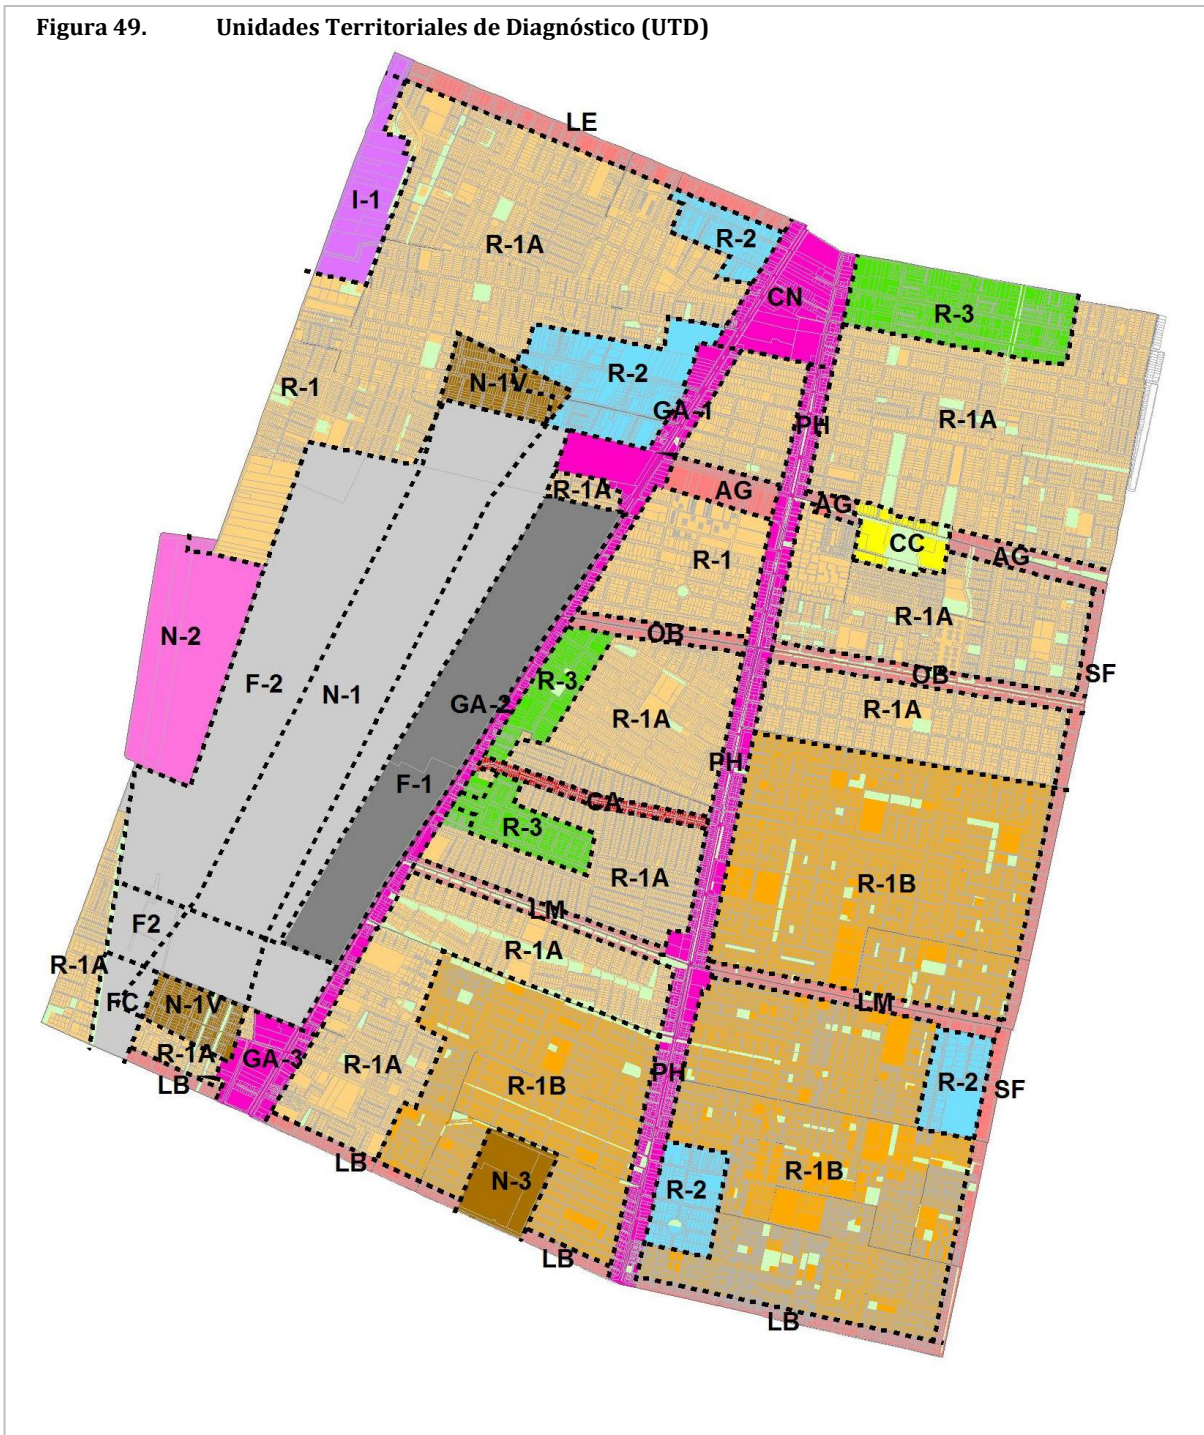 Figura 49. Unidades Territoriales de Diagnóstico (UTD)
LE
I-1
R-1A
R-2
CN
R-3
R-1
N-1V
R-2
GA-1
PH
R-1A
R-1A
AG
AG
CC
AG
R-1
R-1A
N-2
F-2
N-1
GA-2
R-3
OB
R-1A
OB
SF
R-1A
F-1
CA
PH
R-3
R-1A
R-1B
F2
LM
R-1A
R-1A
FC
N-1V
LM
R-1A
LB
GA-3
R-1A
R-1B
PH
R-2
SF
LB
N-3
R-2
R-1B
LB
LB